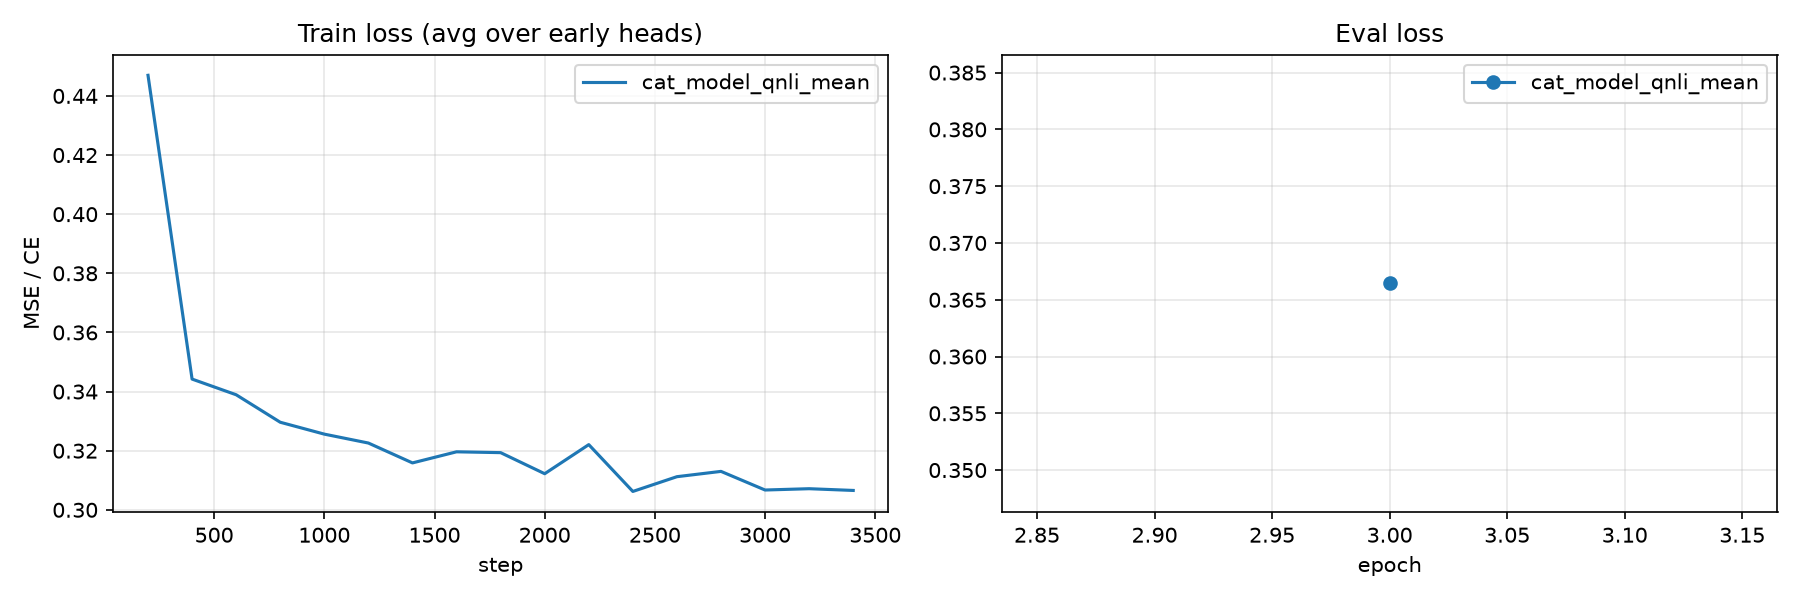 Train loss (avg over early heads)
cat_model_qnli_mean
MSE / CE
0.44
0.42
0.40
0.38
0.36
0.34
0.32
0.30
500 1000 1500 2000 2500 3000 3500
step
Eval loss
cat_model_qnli_mean
0.385
0.380
0.375
0.370
0.365
0.360
0.355
0.350
2.85 2.90 2.95 3.00 3.05 3.10 3.15
epoch